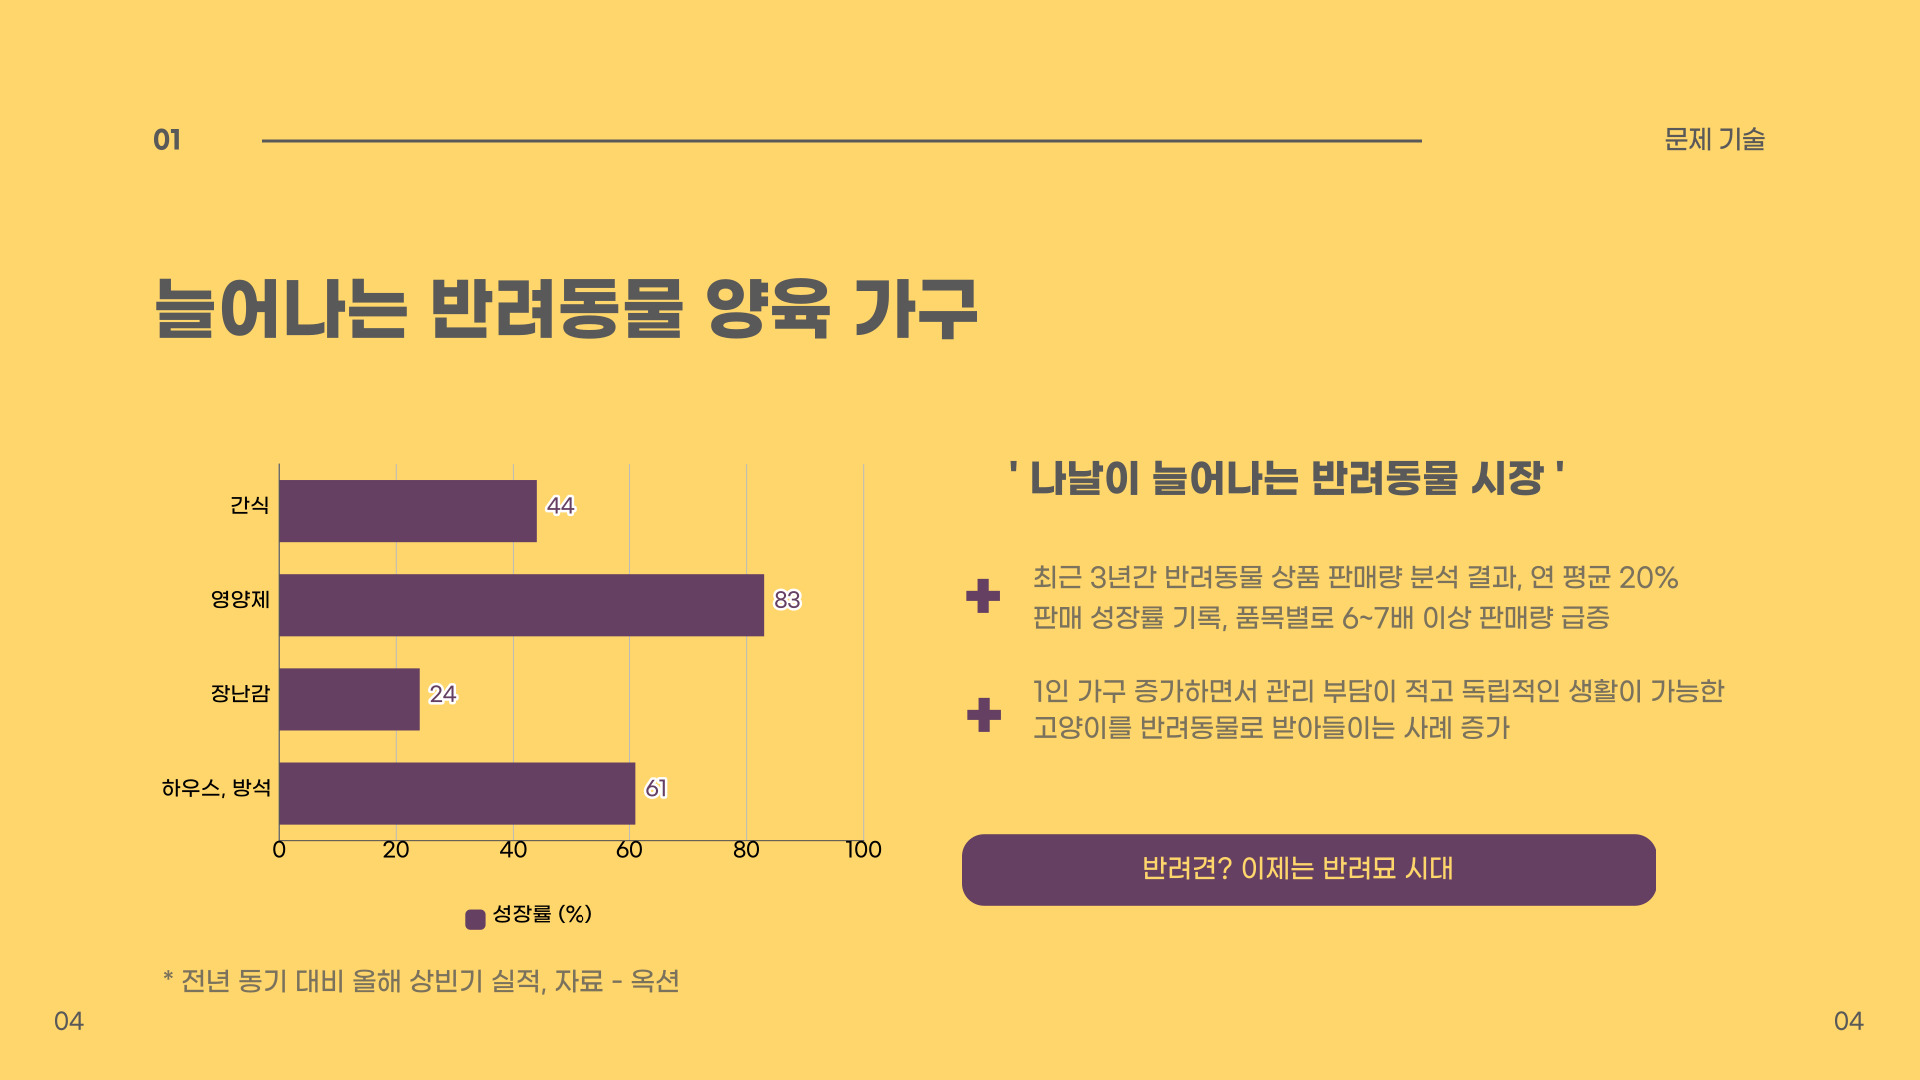 01
문제 기술
늘어나는 반려동물 양육 가구
간식
44
영양제
83
장난감
24
하우스, 방석
61
0 20 40 60 80 100
성장률 (%)
* 전년 동기 대비 올해 상빈기 실적, 자료 - 옥션
' 나날이 늘어나는 반려동물 시장 '
최근 3년간 반려동물 상품 판매량 분석 결과, 연 평균 20%
판매 성장률 기록, 품목별로 6~7배 이상 판매량 급증
1인 가구 증가하면서 관리 부담이 적고 독립적인 생활이 가능한
고양이를 반려동물로 받아들이는 사례 증가
반려견? 이제는 반려묘 시대
04
04